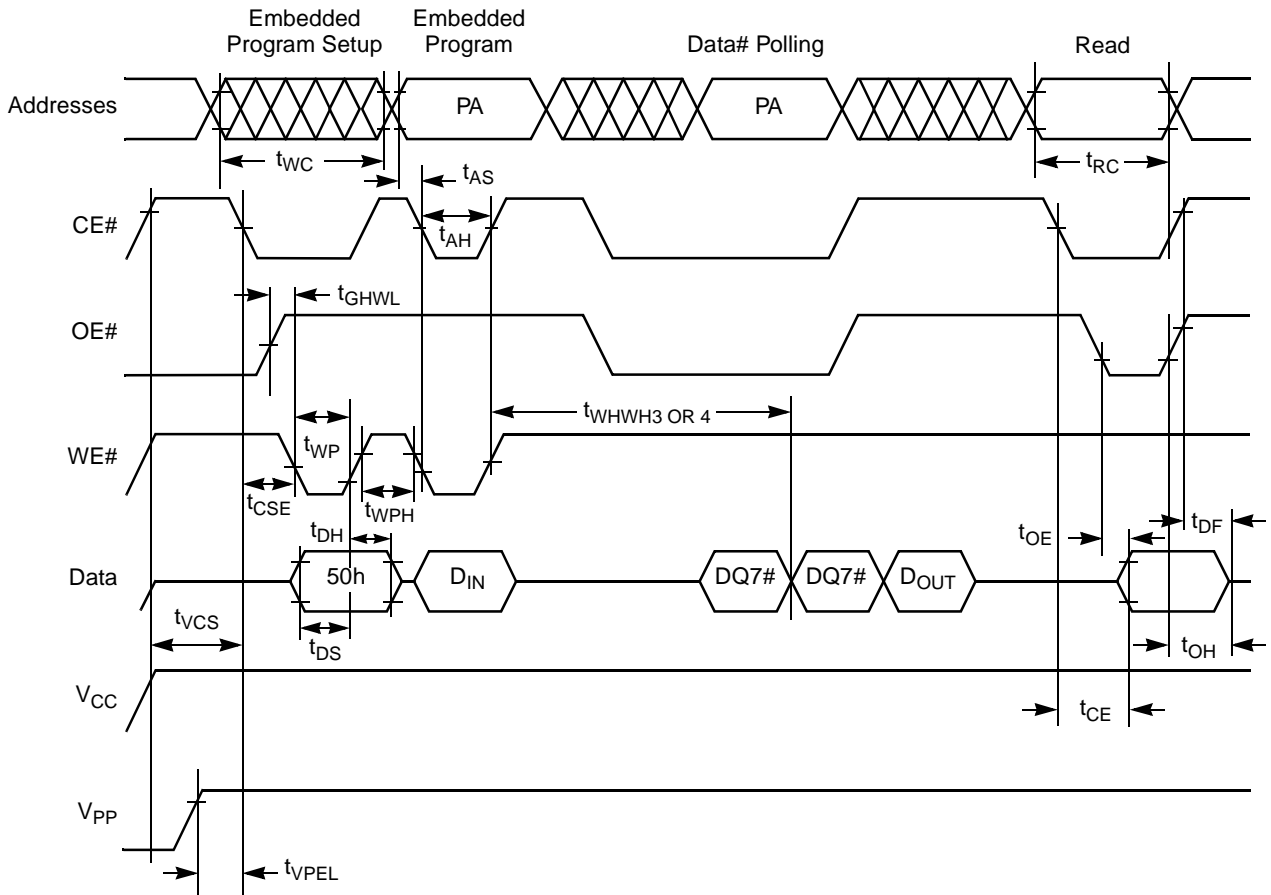 Embedded
Program Setup
Embedded
Program
Data# Polling
Read
Addresses
PA
PA
tWC
tAS
tRC
CE#
tAH
tGHWL
OE#
tWHWH3 OR 4
tWP
WE#
tCSE
tWPH
tDH
tOE
tDF
Data
50h
DIN
DQ7#
DQ7#
DOUT
tVCS
tDS
tOH
VCC
tCE
VPP
tVPEL